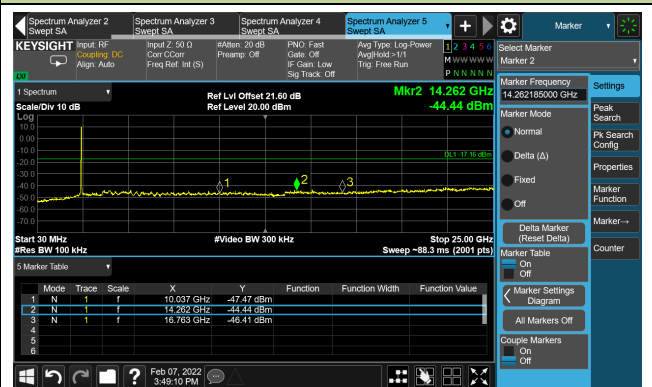 Spectrum Analyzer 2
Swept SA
Spectrum Analyzer 3
Swept SA
Spectrum Analyzer 4
Swept SA
Spectrum Analyzer 5
Swept SA
Marker
KEYSIGHT
Input: RF
Coupling: DC
Align: Auto
Input Z: 50 Ω
Corr CCorr
Freq Ref: Int (S)
#Atten: 20 dB
Preamp: Off
PNO: Fast
Gate: Off
IF Gain: Low
Sig Track: Off
Avg Type: Log-Power
Avg|Hold:>1/1
Trig: Free Run
1 2 3 4 5 6
M W W W W W
P N N N N N
LXI
Select Marker
Marker 2
1 Spectrum
Scale/Div 10 dB
Ref Lvl Offset 21.60 dB
Ref Level 20.00 dBm
Mkr2 14.262 GHz
-44.44 dBm
Log
10.0
0.00
-10.0
-20.0
-30.0
-40.0
-50.0
-60.0
-70.0
DL1 -17.16 dBm
1
2
3
Start 30 MHz
#Res BW 100 kHz
#Video BW 300 kHz
Stop 25.00 GHz
Sweep ~88.3 ms (2001 pts)
5 Marker Table
Mode Trace Scale X Y Function Function Width Function Value
1 N 1 f 10.037 GHz -47.47 dBm
2 N 1 f 14.262 GHz -44.44 dBm
3 N 1 f 16.763 GHz -46.41 dBm
4
5
6
Marker Frequency
14.262185000 GHz
Marker Mode
Normal
Delta (Δ)
Fixed
Off
Delta Marker
(Reset Delta)
Marker Table
On
Off
Marker Settings
Diagram
All Markers Off
Couple Markers
On
Off
Settings
Peak
Search
Pk Search
Config
Properties
Marker
Function
Marker→
Counter
?
Feb 07, 2022
3:49:10 PM